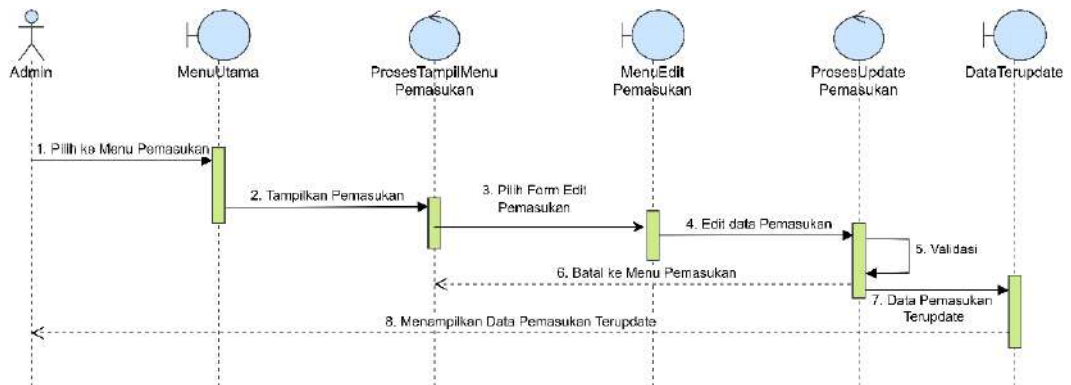 Admin
MenuUtama
ProsesTampilMenu
Pemasukan
MenuEdit
Pemasukan
ProsesUpdate
Pemasukan
DataTerupdate
1. Pilih ke Menu Pemasukan
2. Tampilkan Pemasukan
3. Pilih Form Edit
Pemasukan
4. Edit data Pemasukan
5. Validasi
6. Batal ke Menu Pemasukan
7. Data Pemasukan
Terupdate
8. Menampilkan Data Pemasukan Terupdate